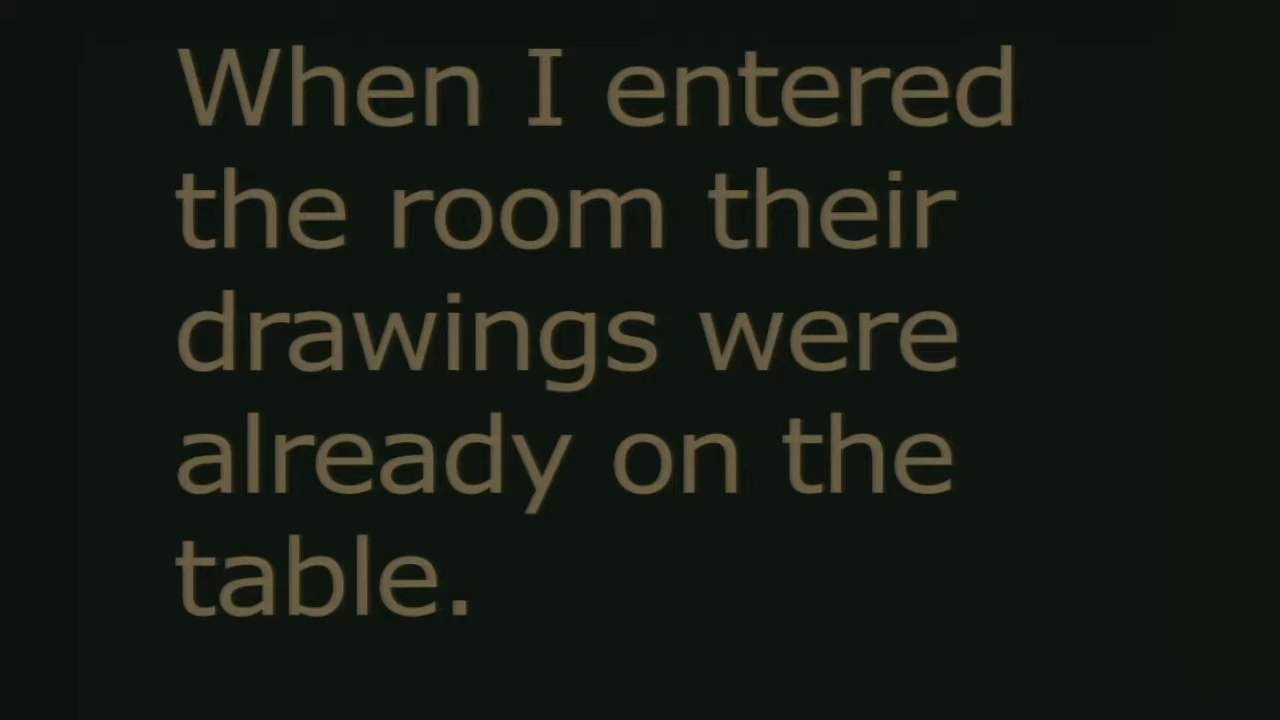 When I entered
the room their
drawings were
already on the
table.